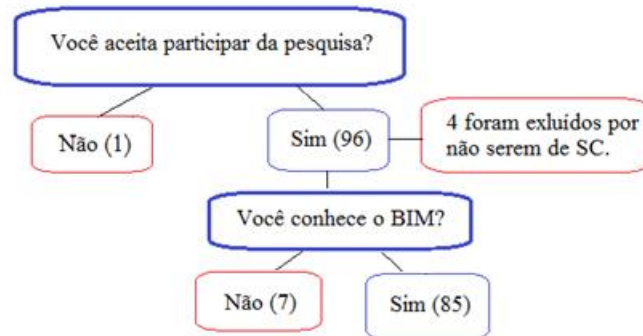 Você aceita participar da pesquisa?
Não (1)
Sim (96)
4 foram exluídos por
não serem de SC.
Você conhece o BIM?
Não (7)
Sim (85)